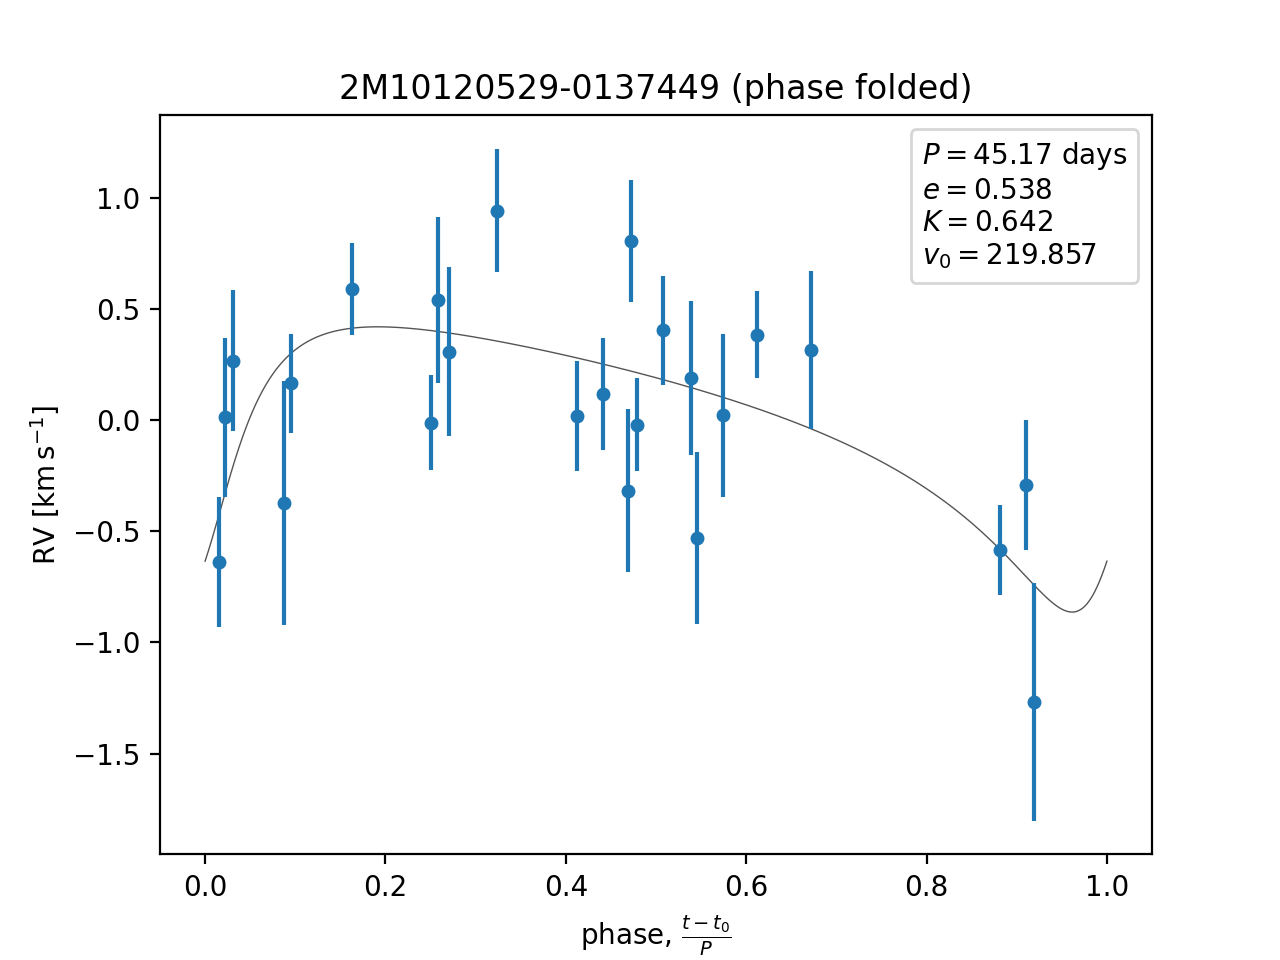 2M10120529-0137449 (phase folded)
P = 45.17 days
e = 0.538
K = 0.642
v₀ = 219.857
1.0
0.5
0.0
−0.5
−1.0
−1.5
RV [km s⁻¹]
0.0 0.2 0.4 0.6 0.8 1.0
phase, (t − t₀)/P